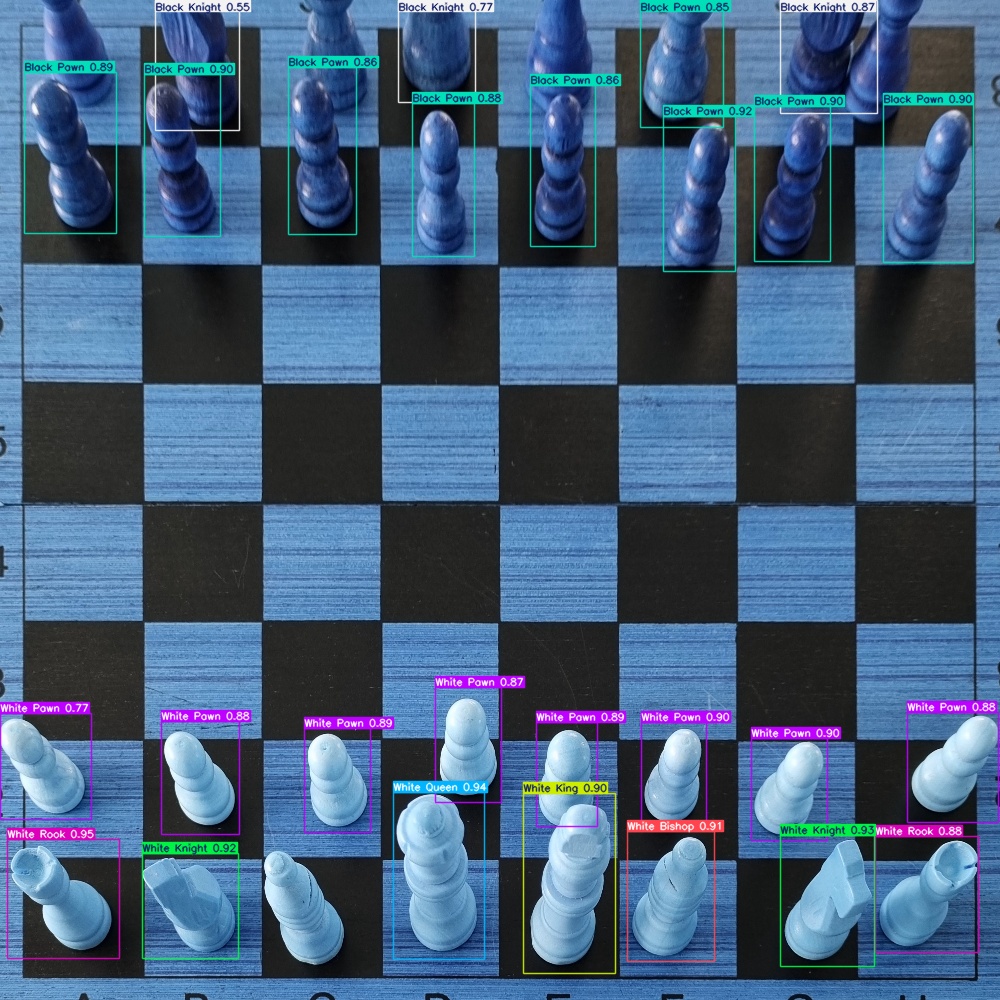 Black Knight 0.55
Black Knight 0.77
Black Pawn 0.85
Black Knight 0.87
Black Pawn 0.89
Black Pawn 0.90
Black Pawn 0.86
Black Pawn 0.88
Black Pawn 0.86
Black Pawn 0.92
Black Pawn 0.90
Black Pawn 0.90
5
4
3
White Pawn 0.77
White Pawn 0.88
White Pawn 0.89
White Pawn 0.87
White Pawn 0.89
White Pawn 0.90
White Pawn 0.90
White Pawn 0.88
White Rook 0.95
White Knight 0.92
White Queen 0.94
White King 0.90
White Bishop 0.91
White Knight 0.93
White Rook 0.88